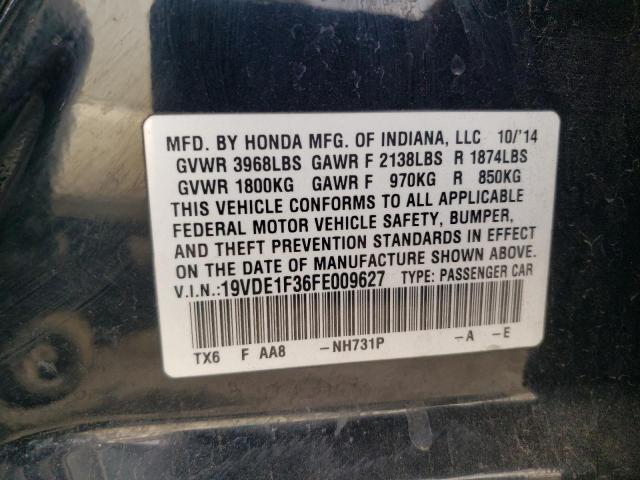 MFD. BY HONDA MFG. OF INDIANA, LLC 10/'14
GVWR 3968LBS GAWR F 2138LBS R 1874LBS
GVWR 1800KG GAWR F 970KG R 850KG
THIS VEHICLE CONFORMS TO ALL APPLICABLE
FEDERAL MOTOR VEHICLE SAFETY, BUMPER,
AND THEFT PREVENTION STANDARDS IN EFFECT
ON THE DATE OF MANUFACTURE SHOWN ABOVE.
V.I.N.:19VDE1F36FE009627 TYPE: PASSENGER CAR
TX6 F AA8 -NH731P -A -E